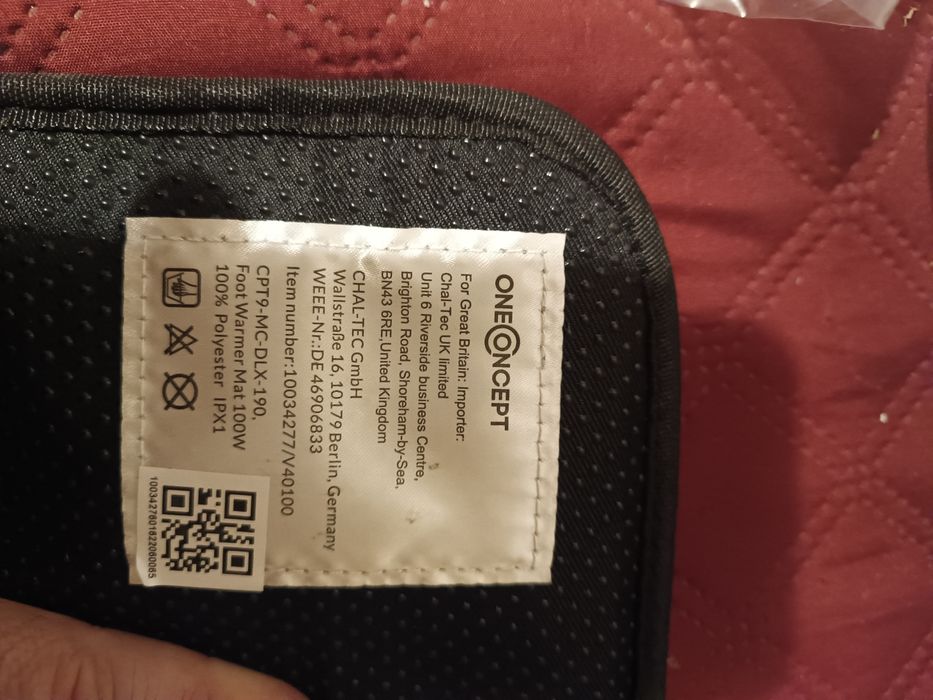 ONECONCEPT
For Great Britain: Importer:
Chal-Tec UK limited
Unit 6 Riverside business Centre,
Brighton Road, Shoreham-by-Sea,
BN43 6RE,United Kingdom
CHAL-TEC GmbH
Wallstraße 16, 10179 Berlin, Germany
WEEE-Nr.:DE 46906833
Item number:10034277/V40100
CPT9-MC-DLX-190,
Foot Warmer Mat 100W
100% Polyester IPX1
1003427601622060065